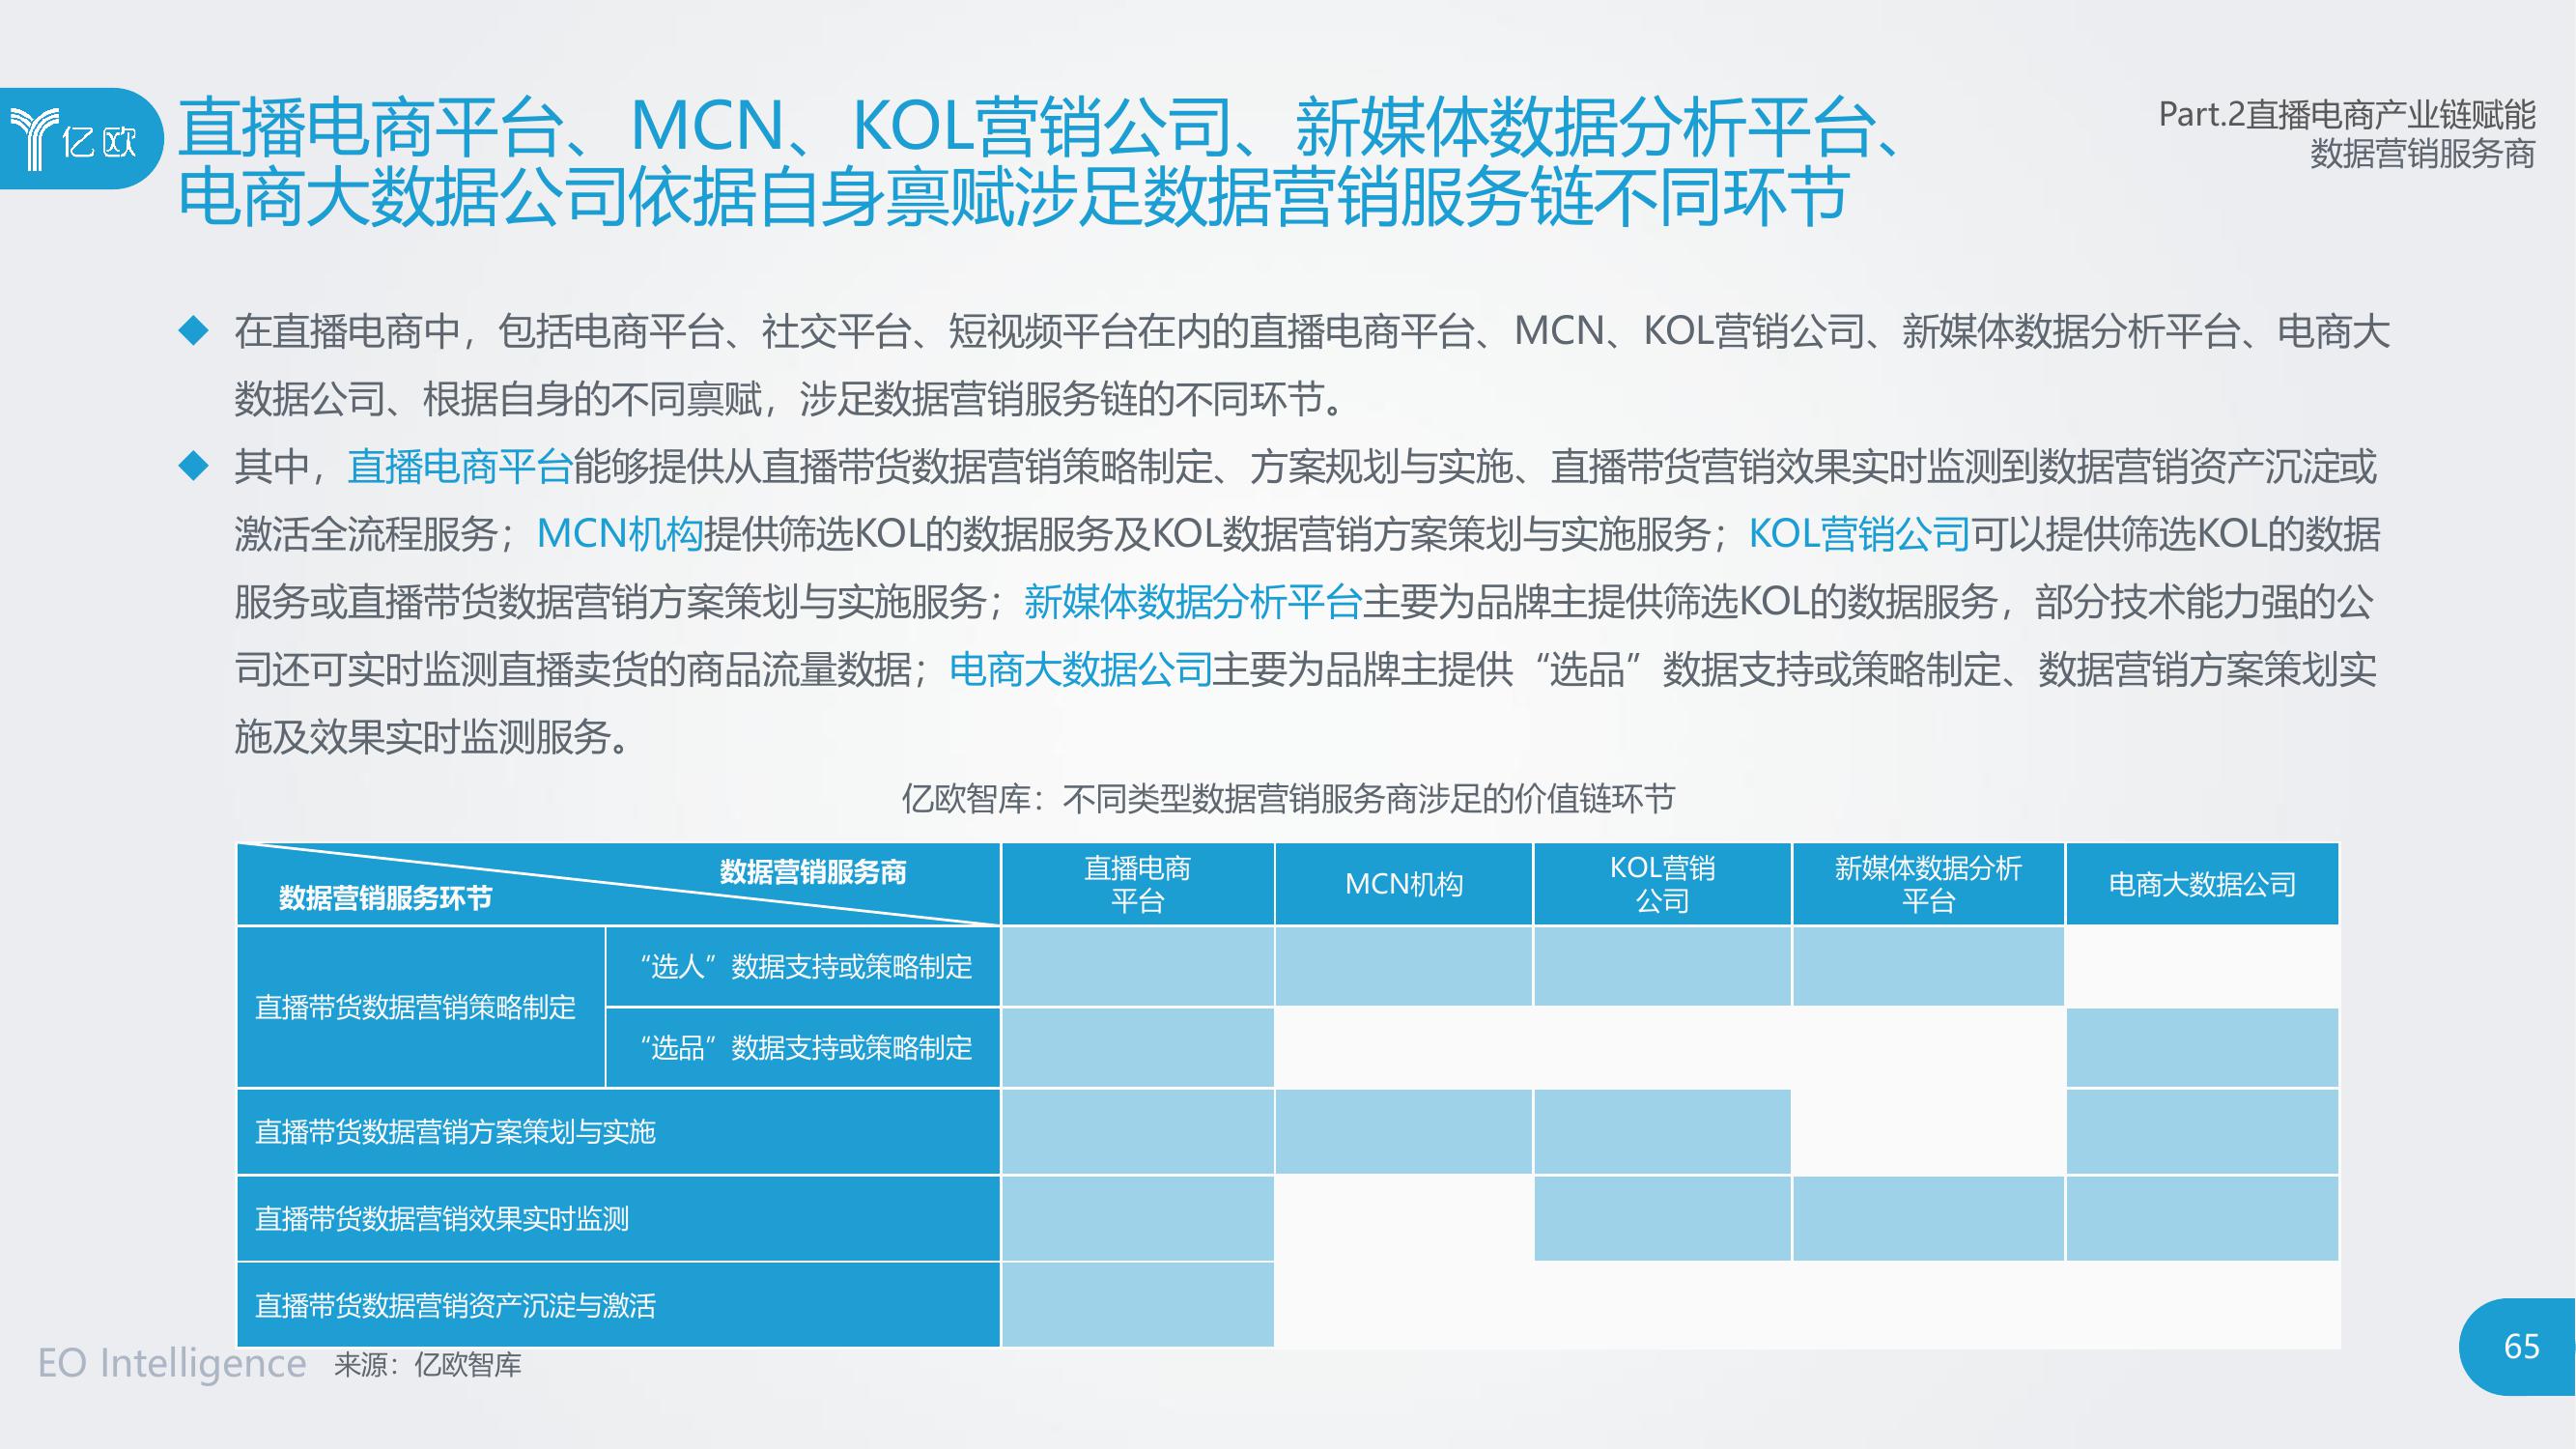 亿欧
直播电商平台、MCN、KOL营销公司、新媒体数据分析平台、
电商大数据公司依据自身禀赋涉足数据营销服务链不同环节
Part.2直播电商产业链赋能
数据营销服务商
◆ 在直播电商中，包括电商平台、社交平台、短视频平台在内的直播电商平台、MCN、KOL营销公司、新媒体数据分析平台、电商大
数据公司、根据自身的不同禀赋，涉足数据营销服务链的不同环节。
◆ 其中，直播电商平台能够提供从直播带货数据营销策略制定、方案规划与实施、直播带货营销效果实时监测到数据营销资产沉淀或
激活全流程服务；MCN机构提供筛选KOL的数据服务及KOL数据营销方案策划与实施服务；KOL营销公司可以提供筛选KOL的数据
服务或直播带货数据营销方案策划与实施服务；新媒体数据分析平台主要为品牌主提供筛选KOL的数据服务，部分技术能力强的公
司还可实时监测直播卖货的商品流量数据；电商大数据公司主要为品牌主提供“选品”数据支持或策略制定、数据营销方案策划实
施及效果实时监测服务。
亿欧智库：不同类型数据营销服务商涉足的价值链环节
数据营销服务商
数据营销服务环节
直播电商
平台
MCN机构
KOL营销
公司
新媒体数据分析
平台
电商大数据公司
直播带货数据营销策略制定
“选人”数据支持或策略制定
“选品”数据支持或策略制定
直播带货数据营销方案策划与实施
直播带货数据营销效果实时监测
直播带货数据营销资产沉淀与激活
EO Intelligence
来源：亿欧智库
65